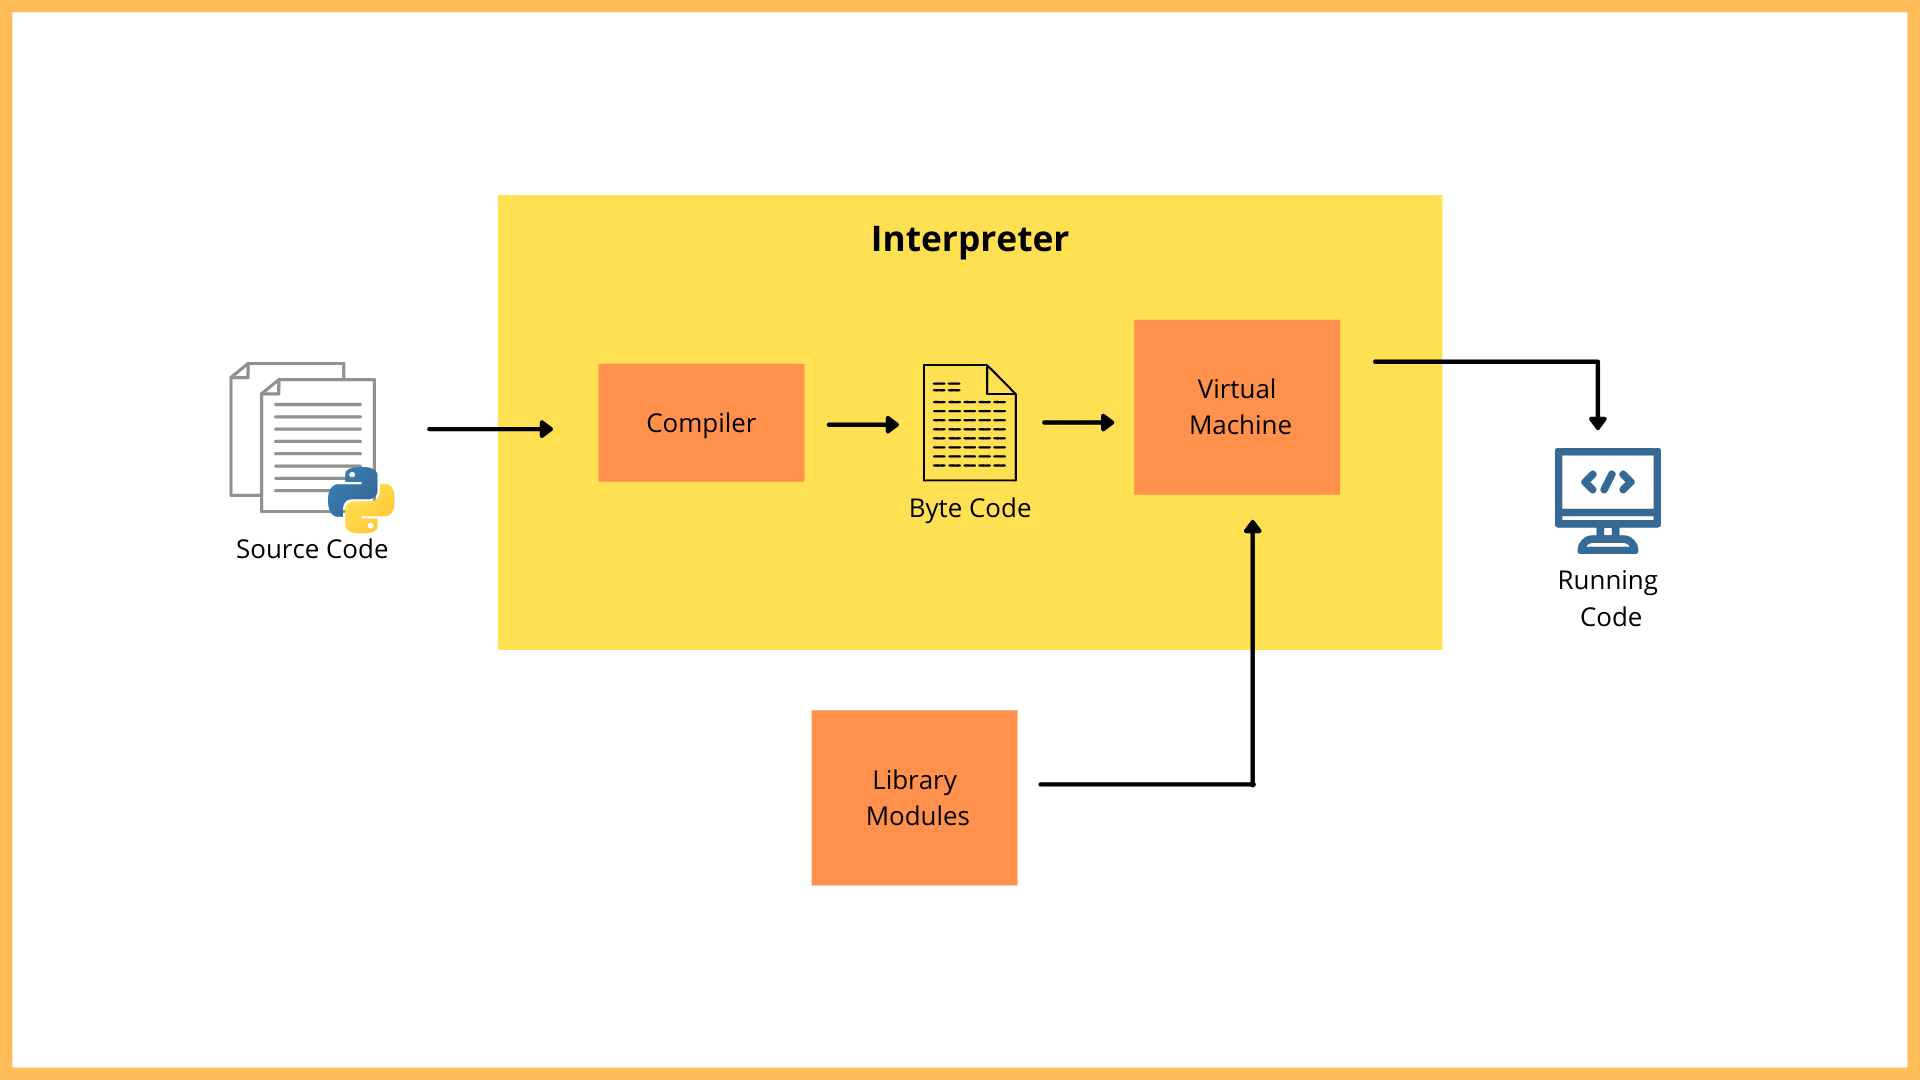 Interpreter
Source Code
Compiler
Byte Code
Virtual
Machine
</>
Running
Code
Library
Modules